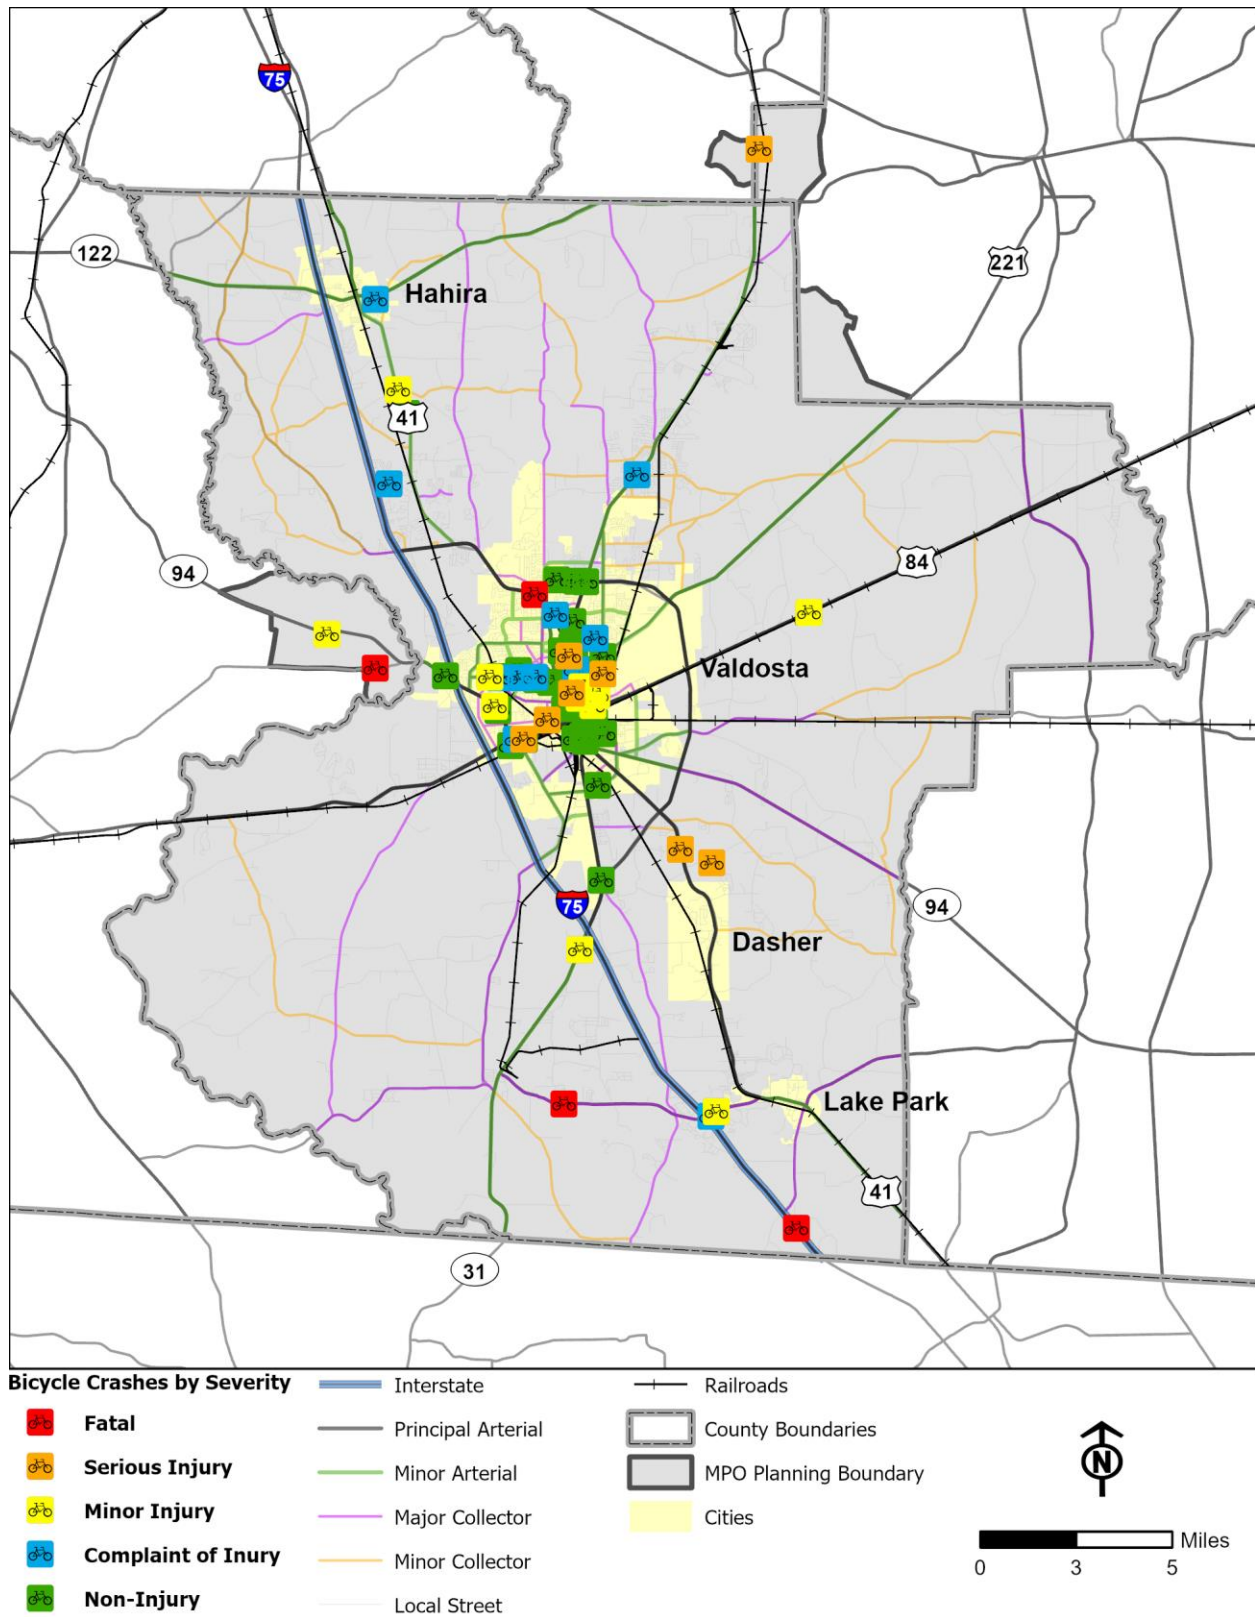 75
122
221
Hahira
41
94
84
Valdosta
94
75
Dasher
Lake Park
41
31
Bicycle Crashes by Severity
Fatal
Serious Injury
Minor Injury
Complaint of Inury
Non-Injury
Interstate
Principal Arterial
Minor Arterial
Major Collector
Minor Collector
Local Street
Railroads
County Boundaries
MPO Planning Boundary
Cities
N
Miles
0 3 5